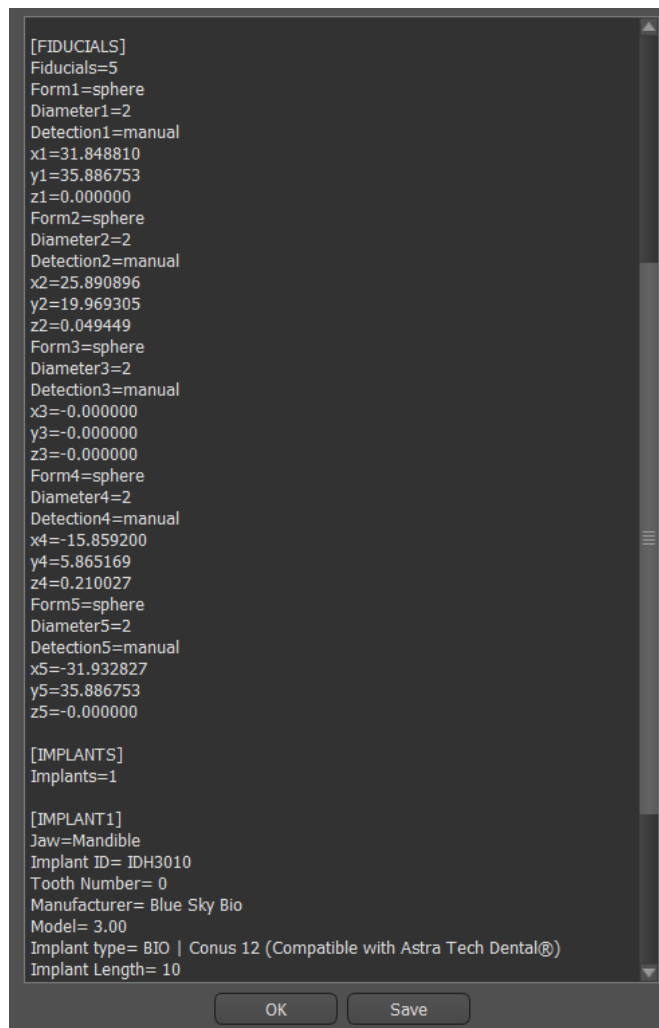 [FIDUCIALS]
Fiducials=5
Form1=sphere
Diameter1=2
Detection1=manual
x1=31.848810
y1=35.886753
z1=0.000000
Form2=sphere
Diameter2=2
Detection2=manual
x2=25.890896
y2=19.969305
z2=0.049449
Form3=sphere
Diameter3=2
Detection3=manual
x3=-0.000000
y3=-0.000000
z3=-0.000000
Form4=sphere
Diameter4=2
Detection4=manual
x4=-15.859200
y4=5.865169
z4=0.210027
Form5=sphere
Diameter5=2
Detection5=manual
x5=-31.932827
y5=35.886753
z5=-0.000000
[IMPLANTS]
Implants=1
[IMPLANT1]
Jaw=Mandible
Implant ID= IDH3010
Tooth Number= 0
Manufacturer= Blue Sky Bio
Model= 3.00
Implant type= BIO | Conus 12 (Compatible with Astra Tech Dental®)
Implant Length= 10
OK Save